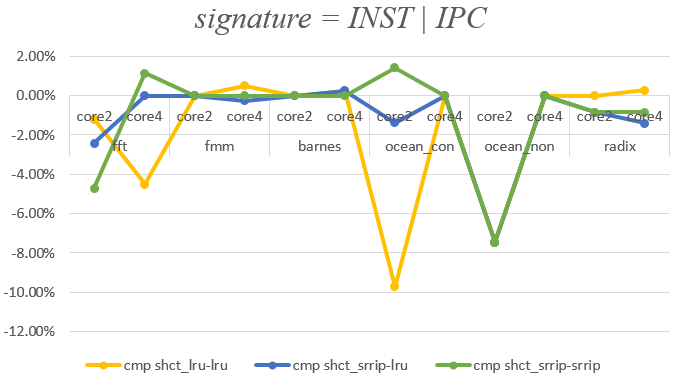 signature = INST | IPC
2.00%
0.00%
-2.00%
-4.00%
-6.00%
-8.00%
-10.00%
-12.00%
core2 core4 core2 core4 core2 core4 core2 core4 core2 core4 core2 core4
fft fmm barnes ocean_con ocean_non radix
cmp shct_lru-lru cmp shct_srrip-lru cmp shct_srrip-srrip